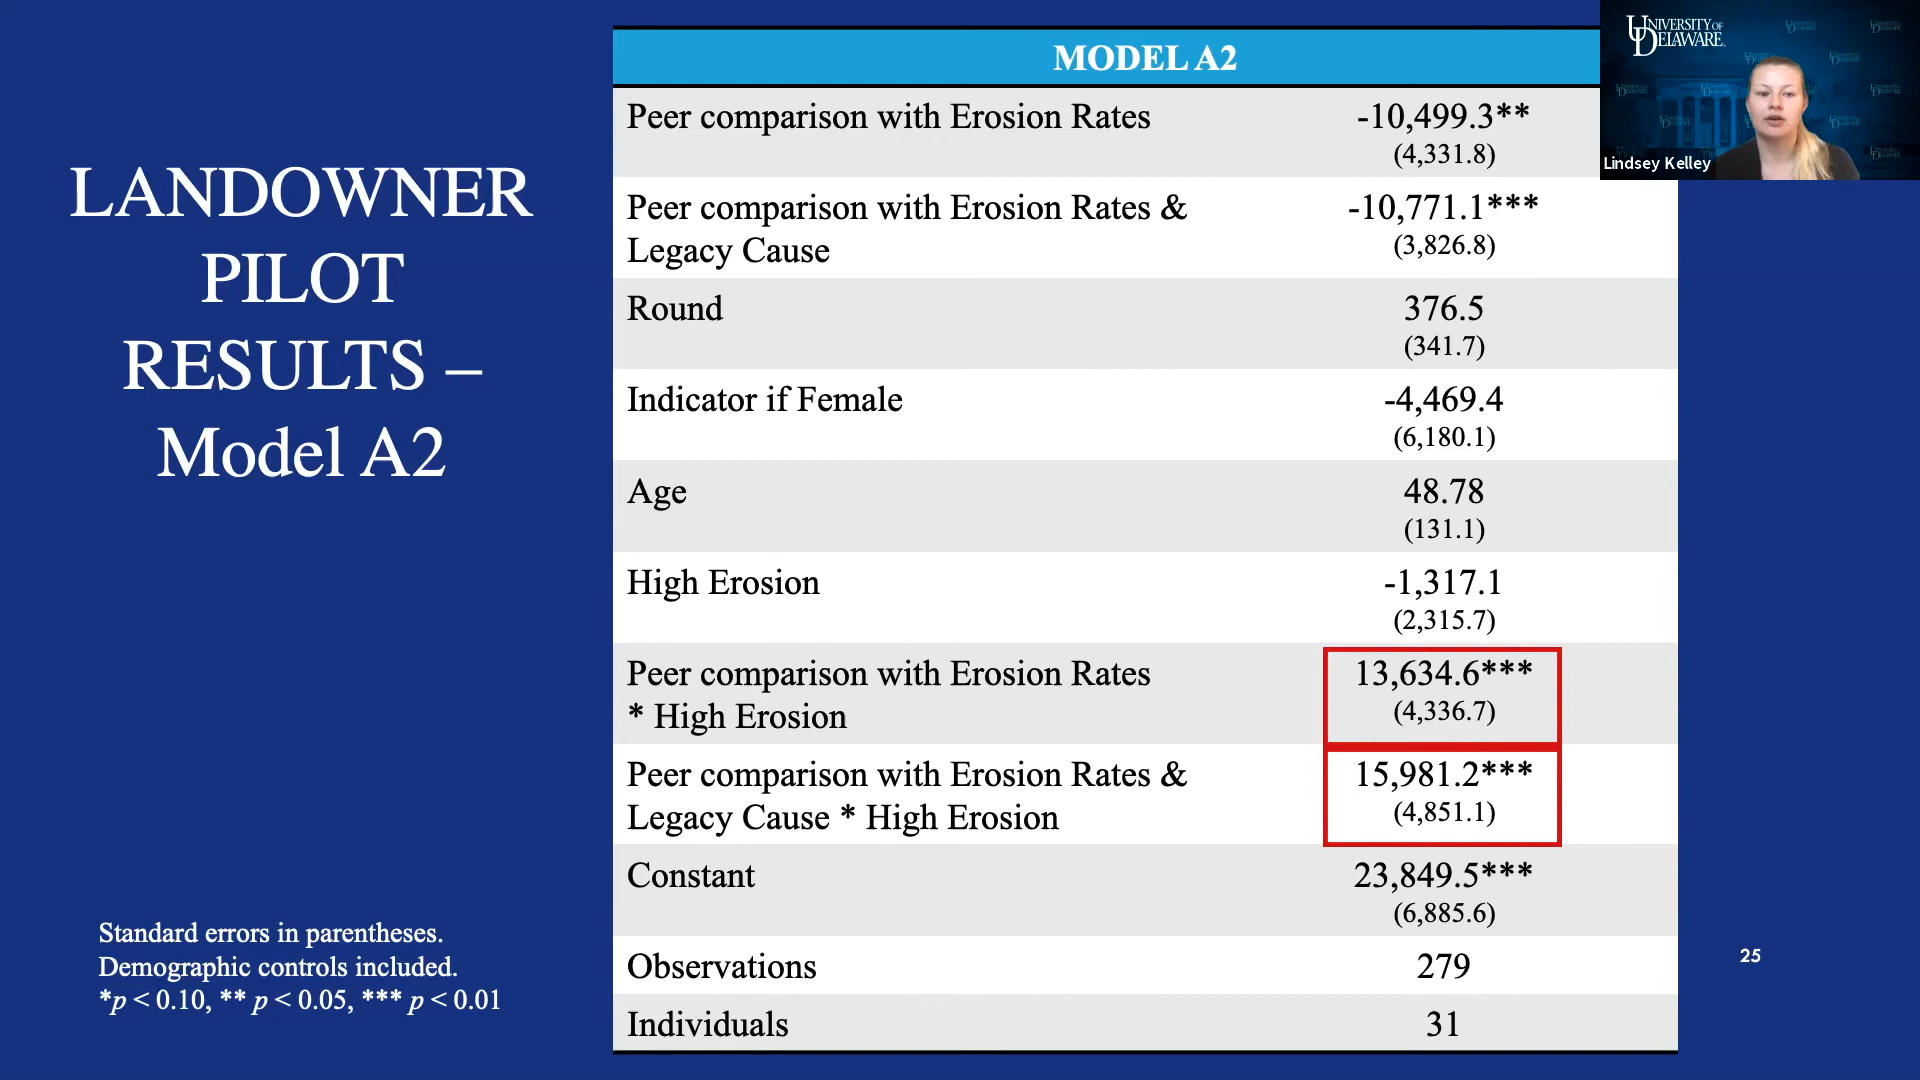 LANDOWNER
PILOT
RESULTS –
Model A2
Standard errors in parentheses.
Demographic controls included.
*p < 0.10, ** p < 0.05, *** p < 0.01
MODEL A2
Peer comparison with Erosion Rates
-10,499.3**
(4,331.8)
Peer comparison with Erosion Rates &
Legacy Cause
-10,771.1***
(3,826.8)
Round
376.5
(341.7)
Indicator if Female
-4,469.4
(6,180.1)
Age
48.78
(131.1)
High Erosion
-1,317.1
(2,315.7)
Peer comparison with Erosion Rates
* High Erosion
13,634.6***
(4,336.7)
Peer comparison with Erosion Rates &
Legacy Cause * High Erosion
15,981.2***
(4,851.1)
Constant
23,849.5***
(6,885.6)
Observations
279
Individuals
31
UNIVERSITY OF
DELAWARE
Lindsey Kelley
25